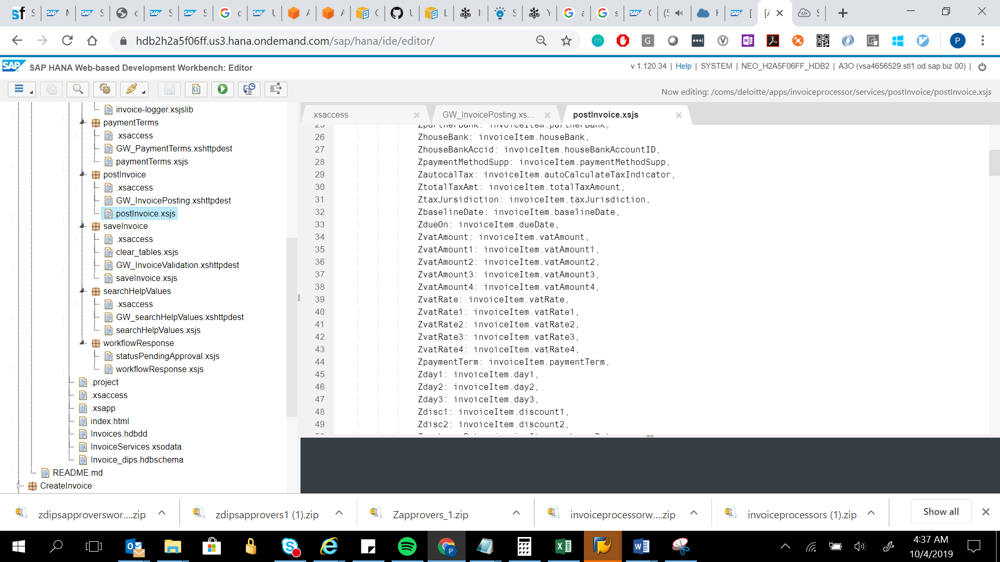 hdb2h2a5f06ff.us3.hana.ondemand.com/sap/hana/ide/editor/
SAP SAP HANA Web-based Development Workbench: Editor
v 1.120.34 | Help | SYSTEM | NEO_H2A5F06FF_HDB2 | A3O (vsa4656529.stl1.od.sap.biz 00) |
Now editing: /coms/deloitte/apps/invoiceprocessor/services/postInvoice/postInvoice.xsjs
invoice-logger.xsjslib
paymentTerms
.xsaccess
GW_PaymentTerms.xshttpdest
paymentTerms.xsjs
postInvoice
.xsaccess
GW_InvoicePosting.xshttpdest
postInvoice.xsjs
saveInvoice
.xsaccess
clear_tables.xsjs
GW_InvoiceValidation.xshttpdest
saveInvoice.xsjs
searchHelpValues
.xsaccess
GW_searchHelpValues.xshttpdest
searchHelpValues.xsjs
workflowResponse
statusPendingApproval.xsjs
workflowResponse.xsjs
.project
.xsaccess
.xsapp
index.html
Invoices.hdbdd
InvoiceServices.xsodata
Invoice_dips.hdbschema
README.md
CreateInvoice
.xsaccess
GW_InvoicePosting.xs...
postInvoice.xsjs
25 ZpartnerBank: invoiceItem.partnerBank,
26 ZhouseBank: invoiceItem.houseBank,
27 ZhouseBankAccid: invoiceItem.houseBankAccountID,
28 ZpaymentMethodSupp: invoiceItem.paymentMethodSupp,
29 ZautocalTax: invoiceItem.autoCalculateTaxIndicator,
30 ZtotalTaxAmt: invoiceItem.totalTaxAmount,
31 ZtaxJursidiction: invoiceItem.taxJurisdiction,
32 ZbaselineDate: invoiceItem.baselineDate,
33 ZdueOn: invoiceItem.dueDate,
34 ZvatAmount: invoiceItem.vatAmount,
35 ZvatAmount1: invoiceItem.vatAmount1,
36 ZvatAmount2: invoiceItem.vatAmount2,
37 ZvatAmount3: invoiceItem.vatAmount3,
38 ZvatAmount4: invoiceItem.vatAmount4,
39 ZvatRate: invoiceItem.vatRate,
40 ZvatRate1: invoiceItem.vatRate1,
41 ZvatRate2: invoiceItem.vatRate2,
42 ZvatRate3: invoiceItem.vatRate3,
43 ZvatRate4: invoiceItem.vatRate4,
44 ZpaymentTerm: invoiceItem.paymentTerm,
45 Zday1: invoiceItem.day1,
46 Zday2: invoiceItem.day2,
47 Zday3: invoiceItem.day3,
48 Zdisc1: invoiceItem.discount1,
49 Zdisc2: invoiceItem.discount2,
zdipsapproverswor....zip
zdipsapprovers1 (1).zip
Zapprovers_1.zip
invoiceprocessorw....zip
invoiceprocessors (1).zip
Show all
4:37 AM
10/4/2019